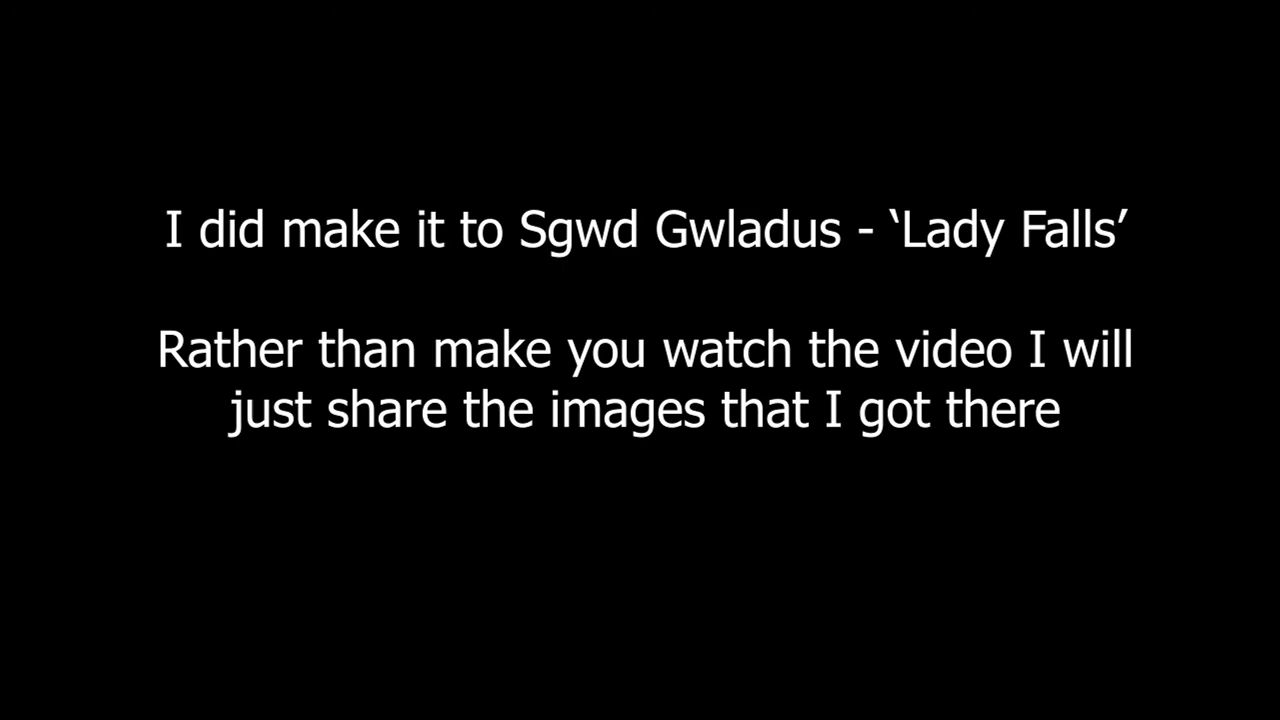 I did make it to Sgwd Gwladus - ‘Lady Falls’
Rather than make you watch the video I will
just share the images that I got there